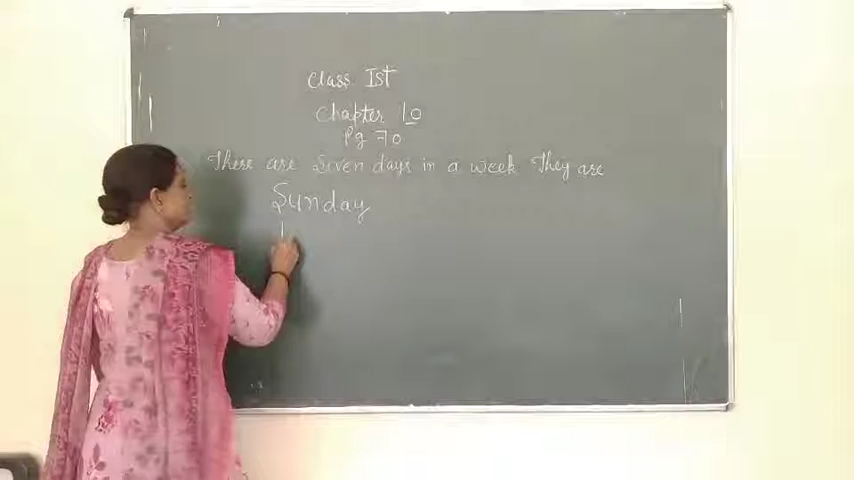 Class Ist
Chapter 10
Pg 70
There are Seven days in a week They are
Sunday